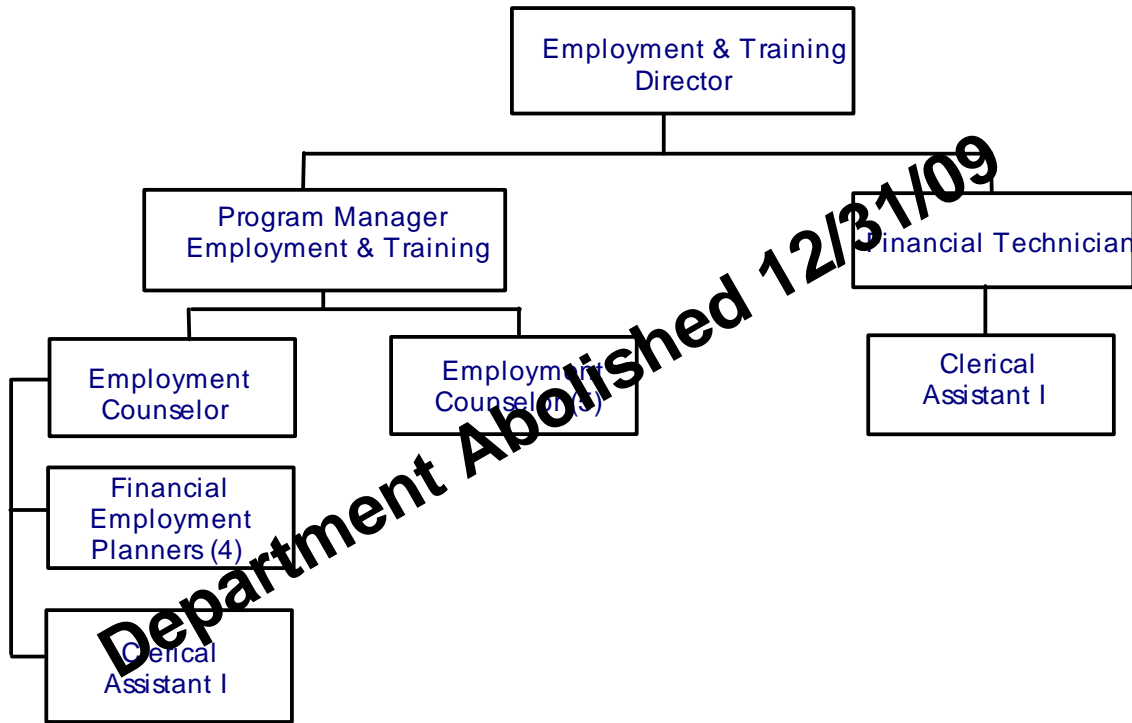 Employment & Training
Director
Program Manager
Employment & Training
Financial Technician
Employment
Counselor
Employment
Counselor (5)
Clerical
Assistant I
Financial
Employment
Planners (4)
Clerical
Assistant I
Department Abolished 12/31/09